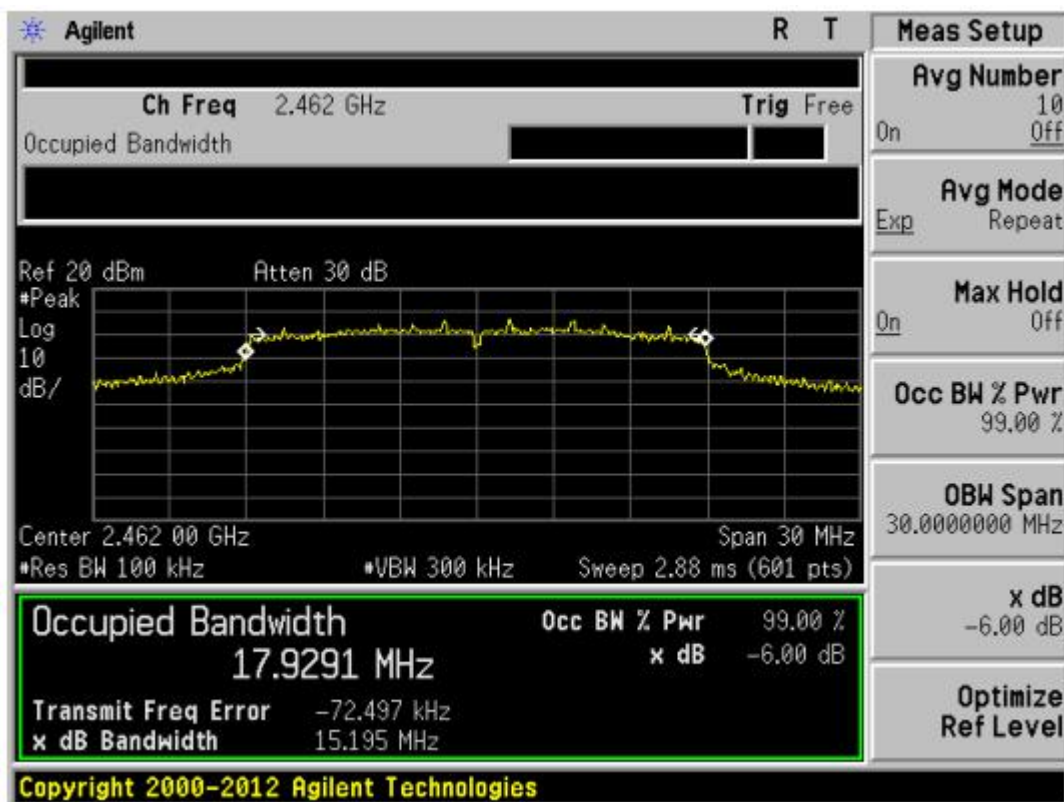 Agilent
R T
Ch Freq 2.462 GHz
Trig Free
Occupied Bandwidth
Ref 20 dBm
Atten 30 dB
#Peak
Log
10
dB/
Center 2.462 00 GHz
Span 30 MHz
#Res BW 100 kHz
#VBW 300 kHz
Sweep 2.88 ms (601 pts)
Occupied Bandwidth
17.9291 MHz
Occ BW % Pwr 99.00 %
x dB -6.00 dB
Transmit Freq Error -72.497 kHz
x dB Bandwidth 15.195 MHz
Copyright 2000-2012 Agilent Technologies
Meas Setup
Avg Number
10
On Off
Avg Mode
Exp Repeat
Max Hold
On Off
Occ BW % Pwr
99.00 %
OBW Span
30.0000000 MHz
x dB
-6.00 dB
Optimize
Ref Level